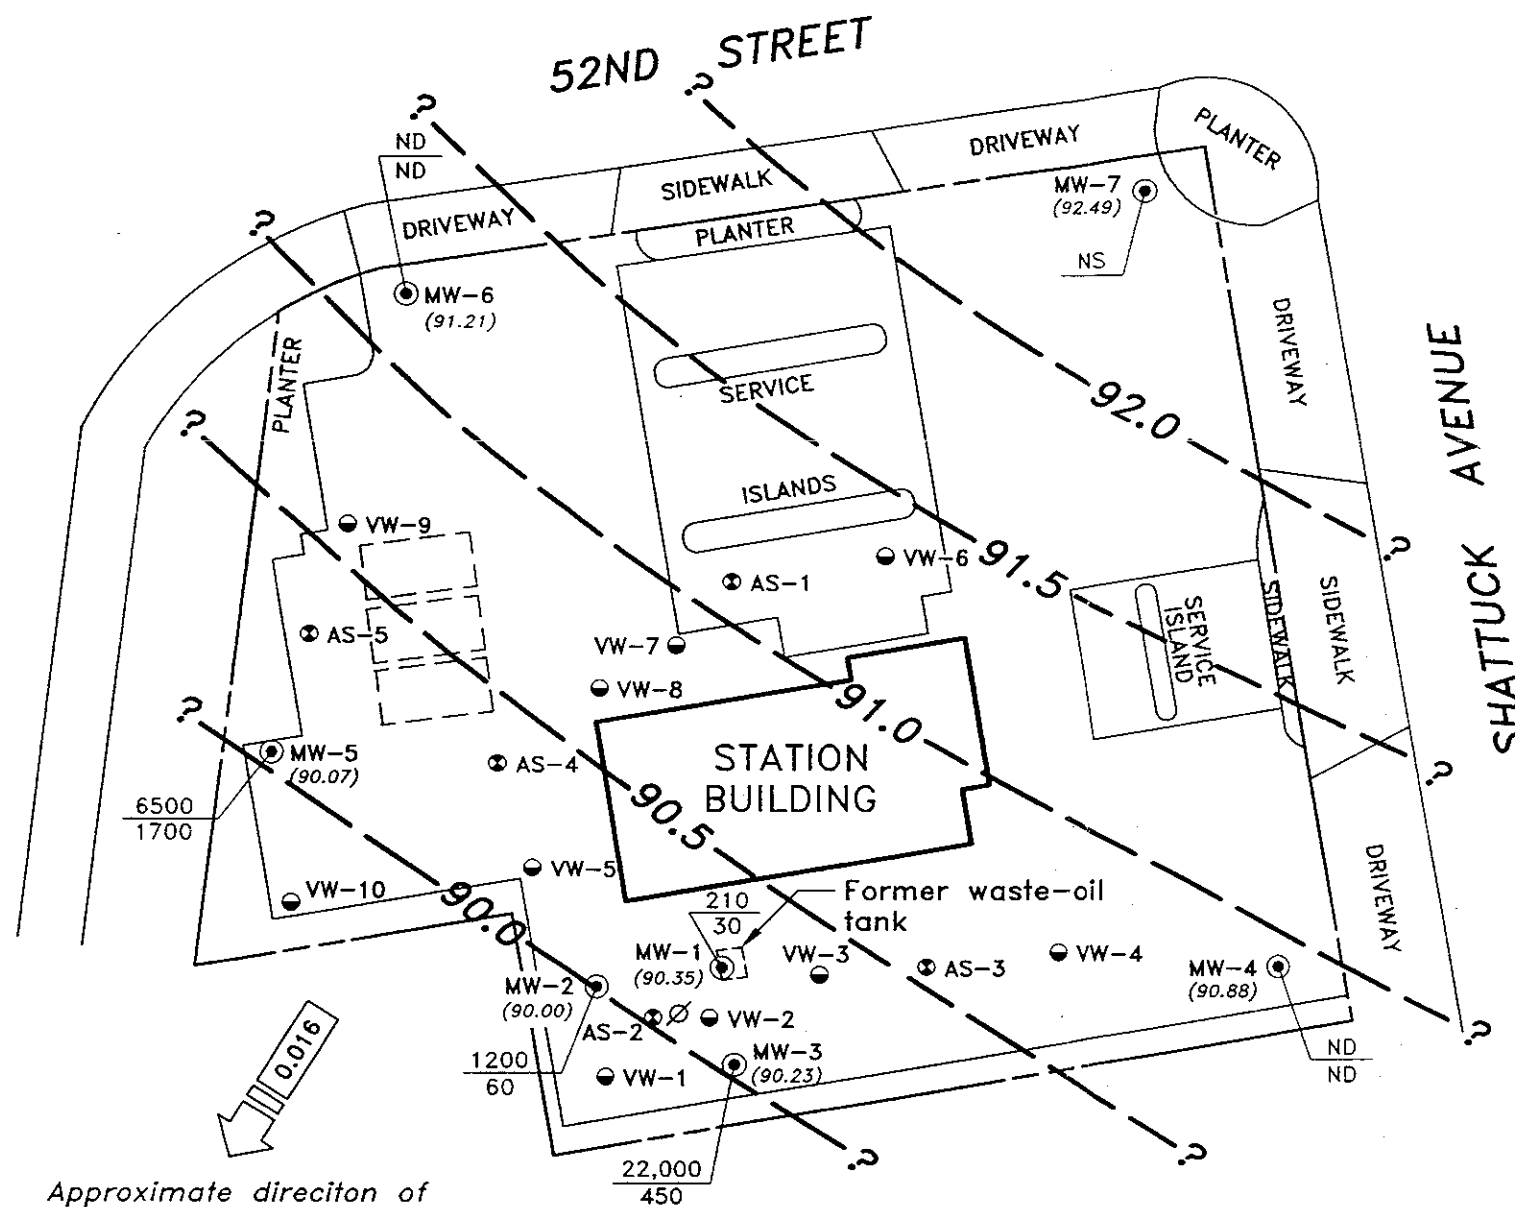 52ND STREET
?
?
ND
ND
DRIVEWAY
SIDEWALK
DRIVEWAY
PLANTER
PLANTER
MW-7
(92.49)
NS
?
MW-6
(91.21)
PLANTER
SERVICE
ISLANDS
92.0
DRIVEWAY
SHATTUCK AVENUE
?
VW-9
AS-1
VW-6
91.5
?
AS-5
VW-7
VW-8
SERVICE
ISLAND
SIDEWALK
SIDEWALK
91.0
?
MW-5
(90.07)
6500
1700
AS-4
STATION
BUILDING
90.5
?
VW-5
VW-10
90.0
210
30
Former waste-oil
tank
DRIVEWAY
MW-1
(90.35)
VW-3
AS-3
VW-4
MW-4
(90.88)
MW-2
(90.00)
AS-2
VW-2
?
0.016
1200
60
VW-1
MW-3
(90.23)
ND
ND
?
?
22,000
450
Approximate direciton of